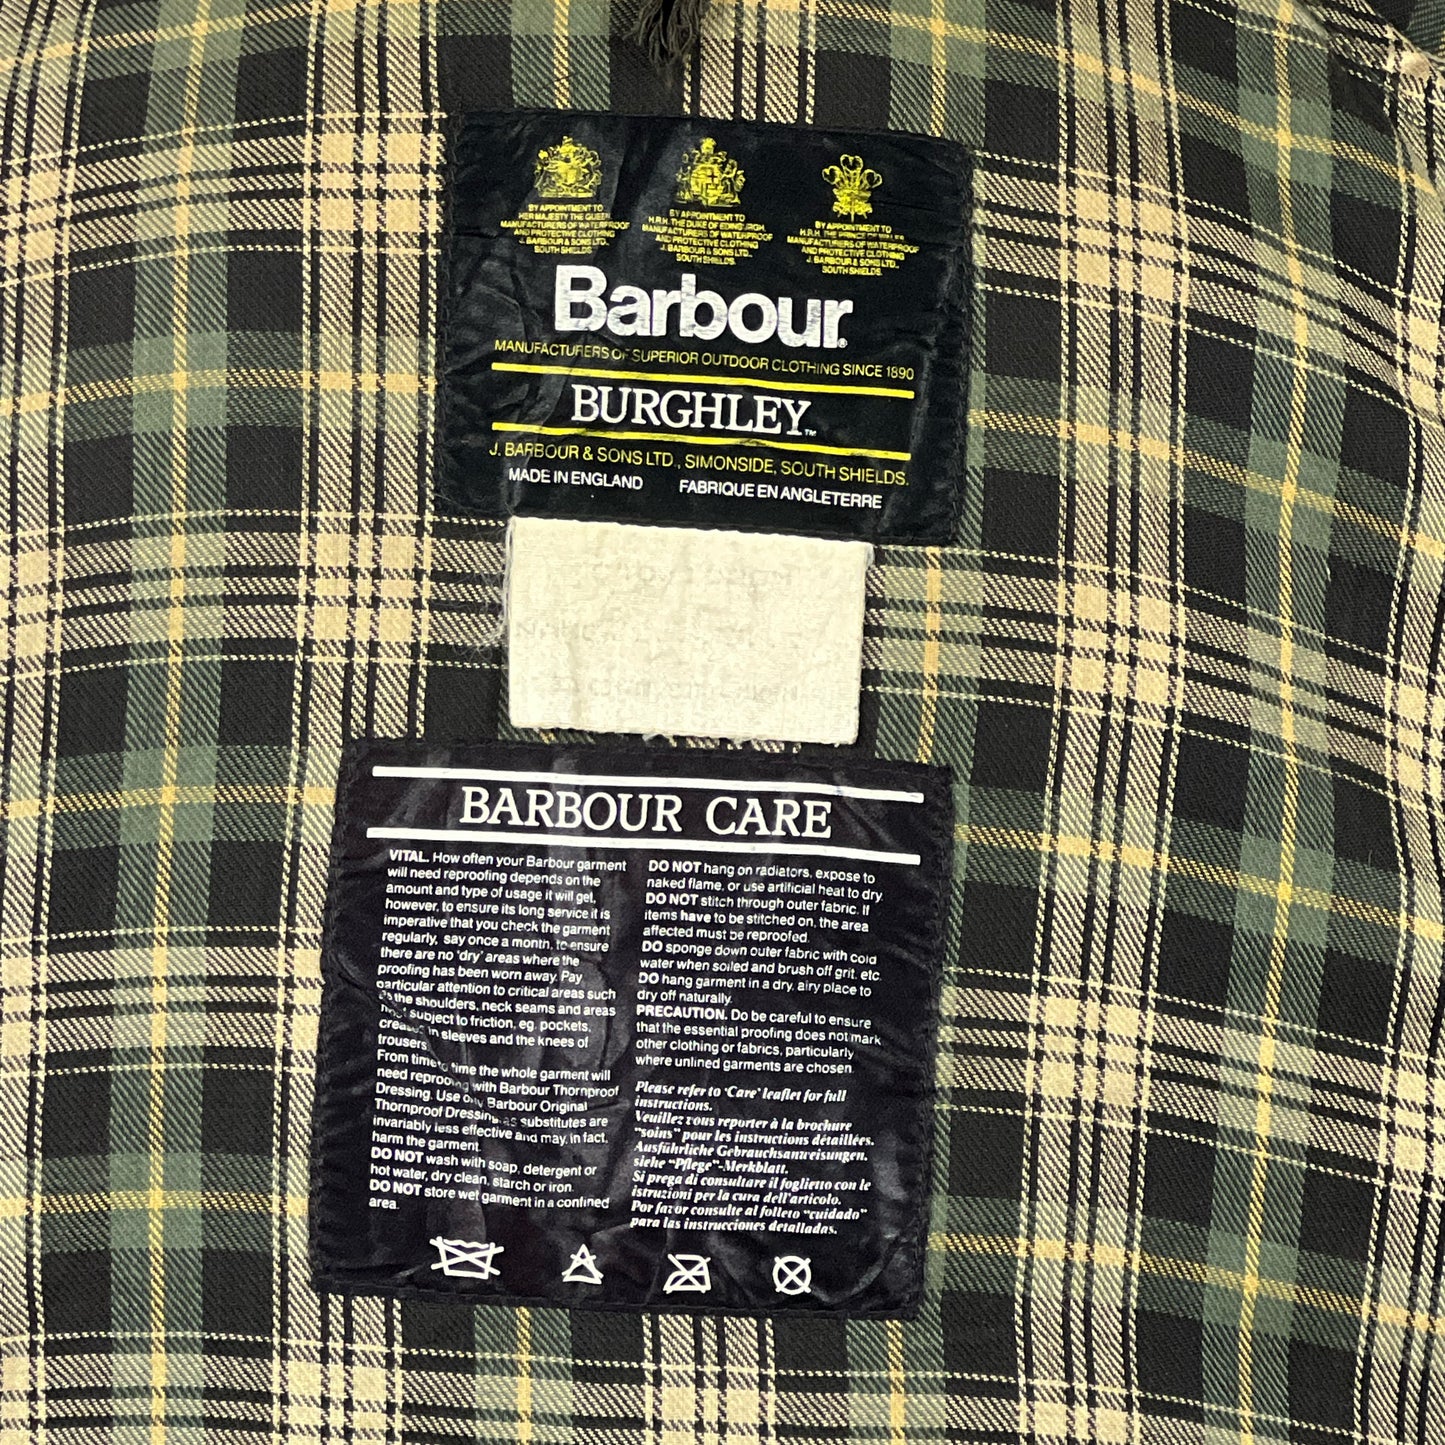 BY APPOINTMENT TO
HER MAJESTY THE QUEEN
MANUFACTURERS OF WATERPROOF
AND PROTECTIVE CLOTHING
J. BARBOUR & SONS LTD.,
SOUTH SHIELDS
BY APPOINTMENT TO
H.R.H. THE DUKE OF EDINBURGH
MANUFACTURERS OF WATERPROOF
AND PROTECTIVE CLOTHING
J. BARBOUR & SONS LTD.,
SOUTH SHIELDS.
BY APPOINTMENT TO
H.R.H. THE PRINCE OF WALES
MANUFACTURERS OF WATERPROOF
AND PROTECTIVE CLOTHING
J. BARBOUR & SONS LTD.,
SOUTH SHIELDS.
Barbour®
MANUFACTURERS OF SUPERIOR OUTDOOR CLOTHING SINCE 1890
BURGHLEY™
J. BARBOUR & SONS LTD., SIMONSIDE, SOUTH SHIELDS.
MADE IN ENGLAND FABRIQUE EN ANGLETERRE
BARBOUR CARE
VITAL. How often your Barbour garment
will need reproofing depends on the
amount and type of usage it will get,
however, to ensure its long service it is
imperative that you check the garment
regularly, say once a month, to ensure
there are no 'dry' areas where the
proofing has been worn away. Pay
particular attention to critical areas such
as the shoulders, neck seams and areas
most subject to friction, eg. pockets,
creases in sleeves and the knees of
trousers.
From time to time the whole garment will
need reproofing with Barbour Thornproof
Dressing. Use only Barbour Original
Thornproof Dressing, as substitutes are
invariably less effective and may, in fact,
harm the garment.
DO NOT wash with soap, detergent or
hot water, dry clean, starch or iron.
DO NOT store wet garment in a confined
area.
DO NOT hang on radiators, expose to
naked flame, or use artificial heat to dry.
DO NOT stitch through outer fabric. If
items have to be stitched on, the area
affected must be reproofed.
DO sponge down outer fabric with cold
water when soiled and brush off grit. etc.
DO hang garment in a dry, airy place to
dry off naturally.
PRECAUTION. Do be careful to ensure
that the essential proofing does not mark
other clothing or fabrics, particularly
where unlined garments are chosen.
Please refer to 'Care' leaflet for full
instructions.
Veuillez vous reporter à la brochure
"soins" pour les instructions détaillées.
Ausführliche Gebrauchsanweisungen,
siehe "Pflege"-Merkblatt.
Si prega di consultare il foglietto con le
istruzioni per la cura dell'articolo.
Por favor consulte al folleto "cuidado"
para las instrucciones detalladas.